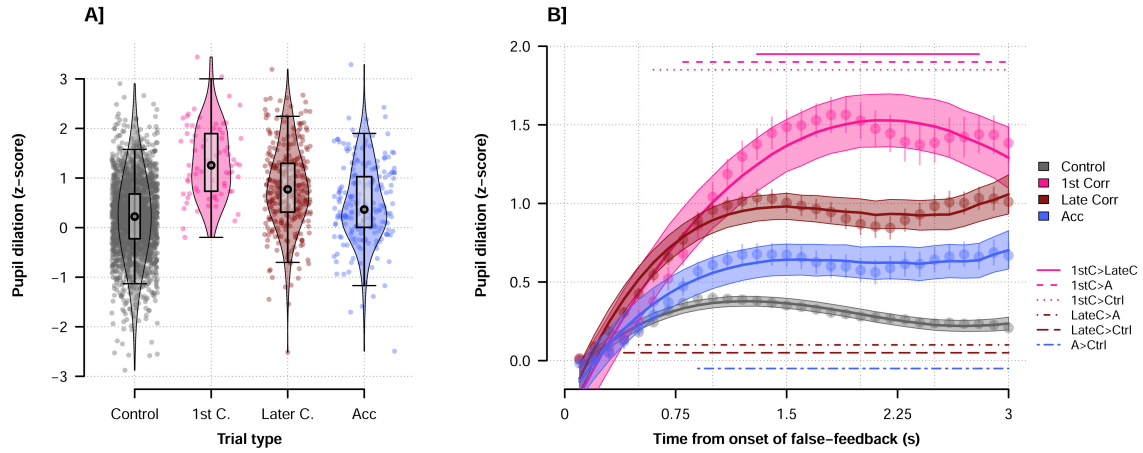 A]
Pupil dilation (z−score)
3
2
1
0
−1
−2
−3
Control
1st C.
Later C.
Acc
Trial type
B]
Pupil dilation (z−score)
2.0
1.5
1.0
0.5
0.0
0
0.75
1.5
2.25
3
Time from onset of false−feedback (s)
Control
1st Corr
Late Corr
Acc
1stC>LateC
1stC>A
1stC>Ctrl
LateC>A
LateC>Ctrl
A>Ctrl